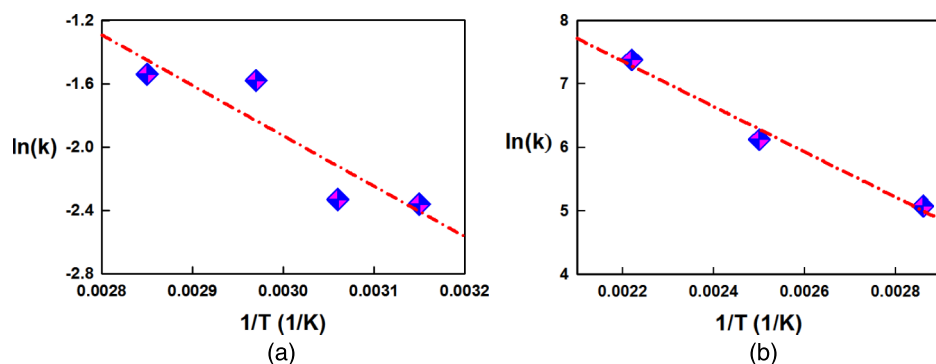 -1.2
-1.6
ln(k) -2.0
-2.4
-2.8
0.0028 0.0029 0.0030 0.0031 0.0032
1/T (1/K)
(a)
8
7
ln(k) 6
5
4
0.0022 0.0024 0.0026 0.0028
1/T (1/K)
(b)